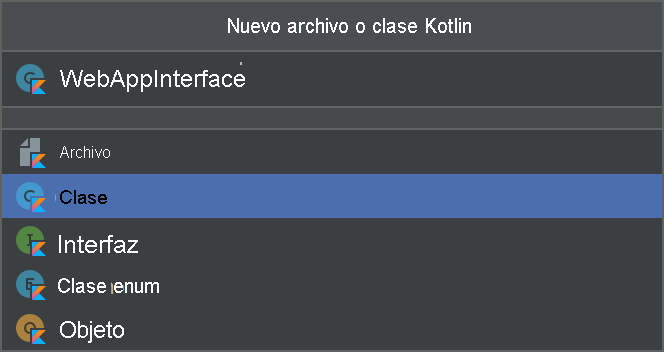 Nuevo archivo o clase Kotlin
WebAppInterface
Archivo
Clase
Interfaz
Clase enum
Objeto